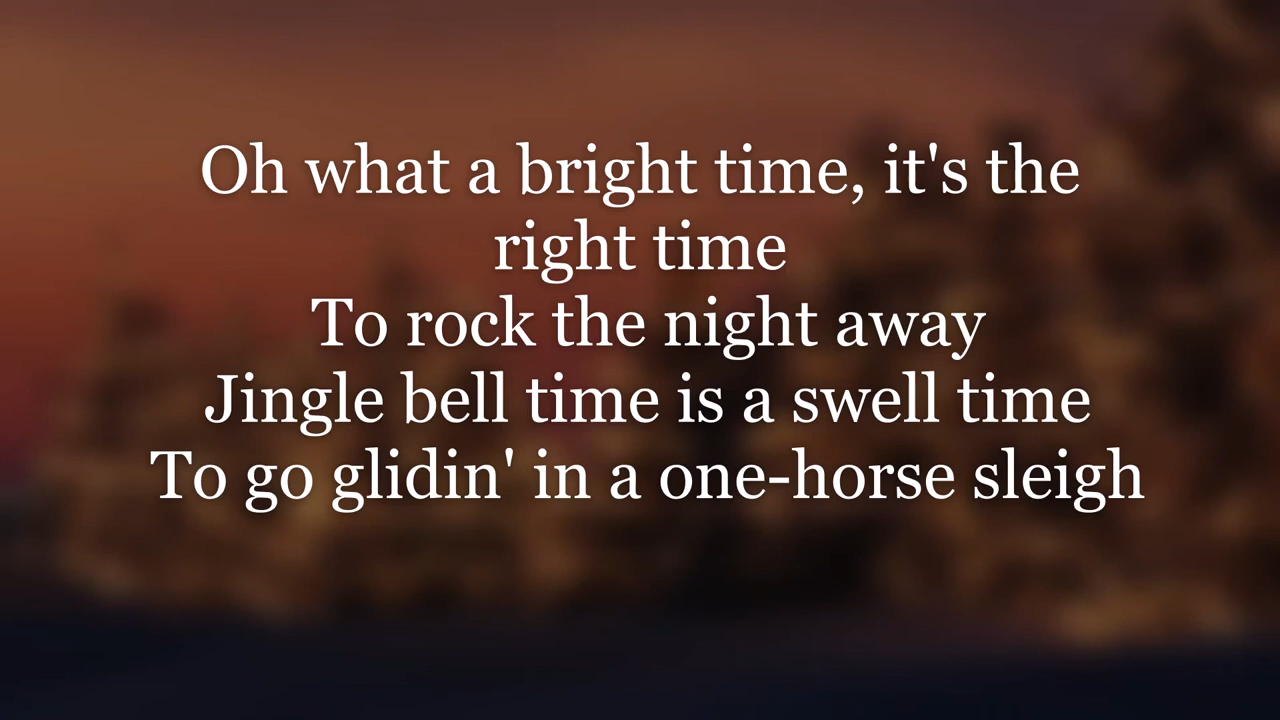 Oh what a bright time, it's the
right time
To rock the night away
Jingle bell time is a swell time
To go glidin' in a one-horse sleigh